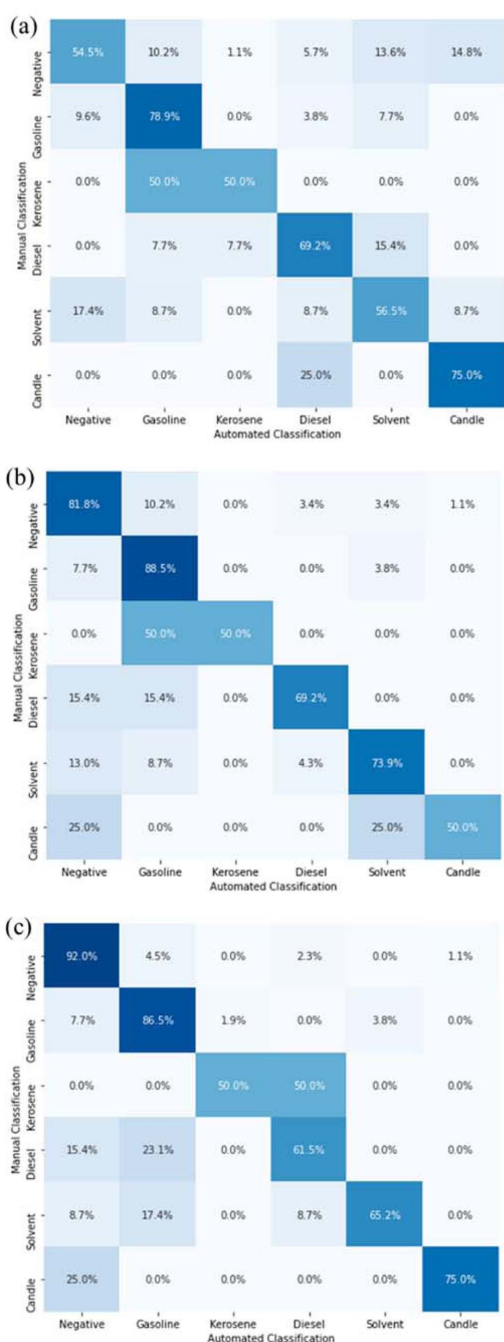 (a)
Negative 54.5% 10.2% 1.1% 5.7% 13.6% 14.8%
Gasoline 9.6% 78.9% 0.0% 3.8% 7.7% 0.0%
Kerosene 0.0% 50.0% 50.0% 0.0% 0.0% 0.0%
Manual Classification
Diesel 0.0% 7.7% 7.7% 69.2% 15.4% 0.0%
Solvent 17.4% 8.7% 0.0% 8.7% 56.5% 8.7%
Candle 0.0% 0.0% 0.0% 25.0% 0.0% 75.0%
Negative Gasoline Kerosene Diesel Solvent Candle
Automated Classification
(b)
Negative 81.8% 10.2% 0.0% 3.4% 3.4% 1.1%
Gasoline 7.7% 88.5% 0.0% 0.0% 3.8% 0.0%
Kerosene 0.0% 50.0% 50.0% 0.0% 0.0% 0.0%
Manual Classification
Diesel 15.4% 15.4% 0.0% 69.2% 0.0% 0.0%
Solvent 13.0% 8.7% 0.0% 4.3% 73.9% 0.0%
Candle 25.0% 0.0% 0.0% 0.0% 25.0% 50.0%
Negative Gasoline Kerosene Diesel Solvent Candle
Automated Classification
(c)
Negative 92.0% 4.5% 0.0% 2.3% 0.0% 1.1%
Gasoline 7.7% 86.5% 1.9% 0.0% 3.8% 0.0%
Kerosene 0.0% 0.0% 50.0% 50.0% 0.0% 0.0%
Manual Classification
Diesel 15.4% 23.1% 0.0% 61.5% 0.0% 0.0%
Solvent 8.7% 17.4% 0.0% 8.7% 65.2% 0.0%
Candle 25.0% 0.0% 0.0% 0.0% 0.0% 75.0%
Negative Gasoline Kerosene Diesel Solvent Candle
Automated Classification